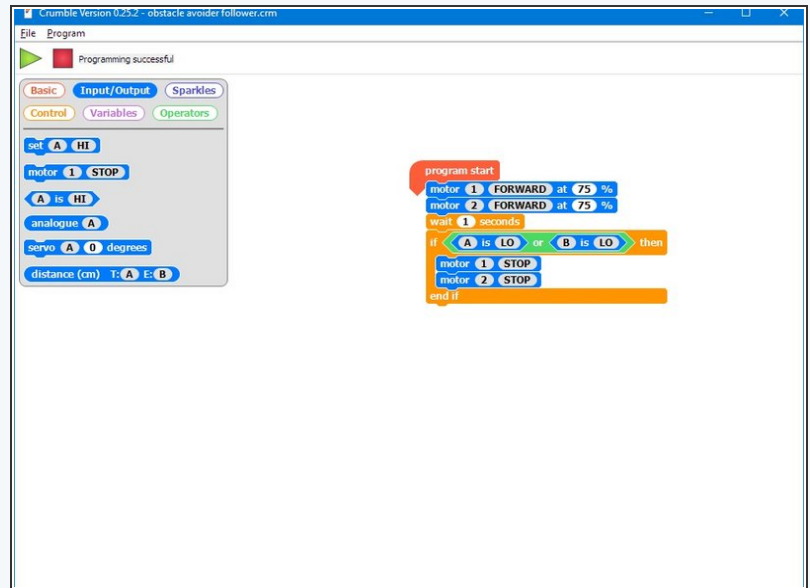 Crumble Version 0.25.2 - obstacle avoider follower.crm
File Program
Programming successful
Basic Input/Output Sparkles
Control Variables Operators
set A HI
motor 1 STOP
A is HI
analogue A
servo A 0 degrees
distance (cm) T: A E: B
program start
motor 1 FORWARD at 75 %
motor 2 FORWARD at 75 %
wait 1 seconds
if A is LO or B is LO then
motor 1 STOP
motor 2 STOP
end if